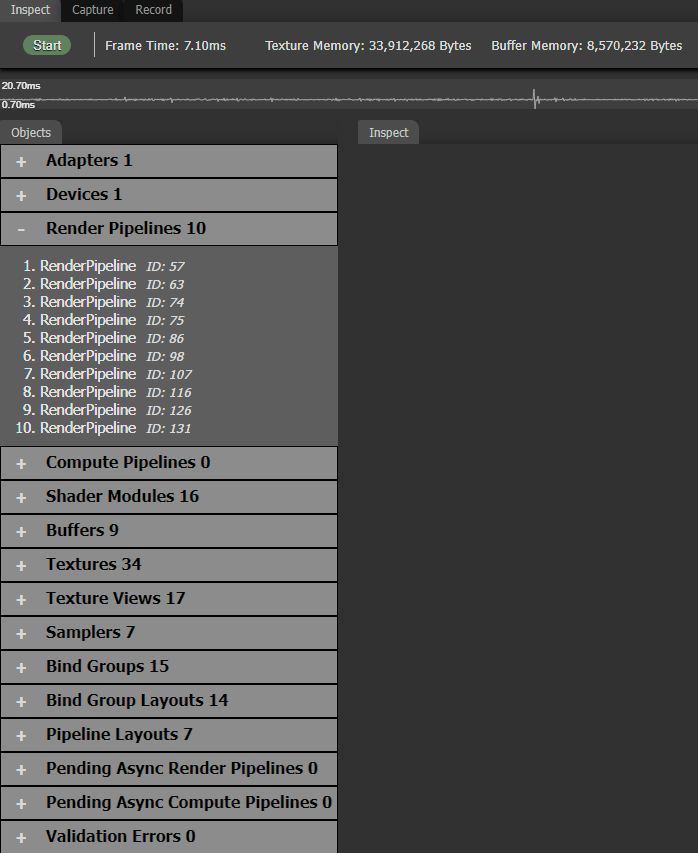 Inspect Capture Record
Start Frame Time: 7.10ms Texture Memory: 33,912,268 Bytes Buffer Memory: 8,570,232 Bytes
20.70ms
0.70ms
Objects Inspect
+ Adapters 1
+ Devices 1
- Render Pipelines 10
1. RenderPipeline ID: 57
2. RenderPipeline ID: 63
3. RenderPipeline ID: 74
4. RenderPipeline ID: 75
5. RenderPipeline ID: 86
6. RenderPipeline ID: 98
7. RenderPipeline ID: 107
8. RenderPipeline ID: 116
9. RenderPipeline ID: 126
10. RenderPipeline ID: 131
+ Compute Pipelines 0
+ Shader Modules 16
+ Buffers 9
+ Textures 34
+ Texture Views 17
+ Samplers 7
+ Bind Groups 15
+ Bind Group Layouts 14
+ Pipeline Layouts 7
+ Pending Async Render Pipelines 0
+ Pending Async Compute Pipelines 0
+ Validation Errors 0